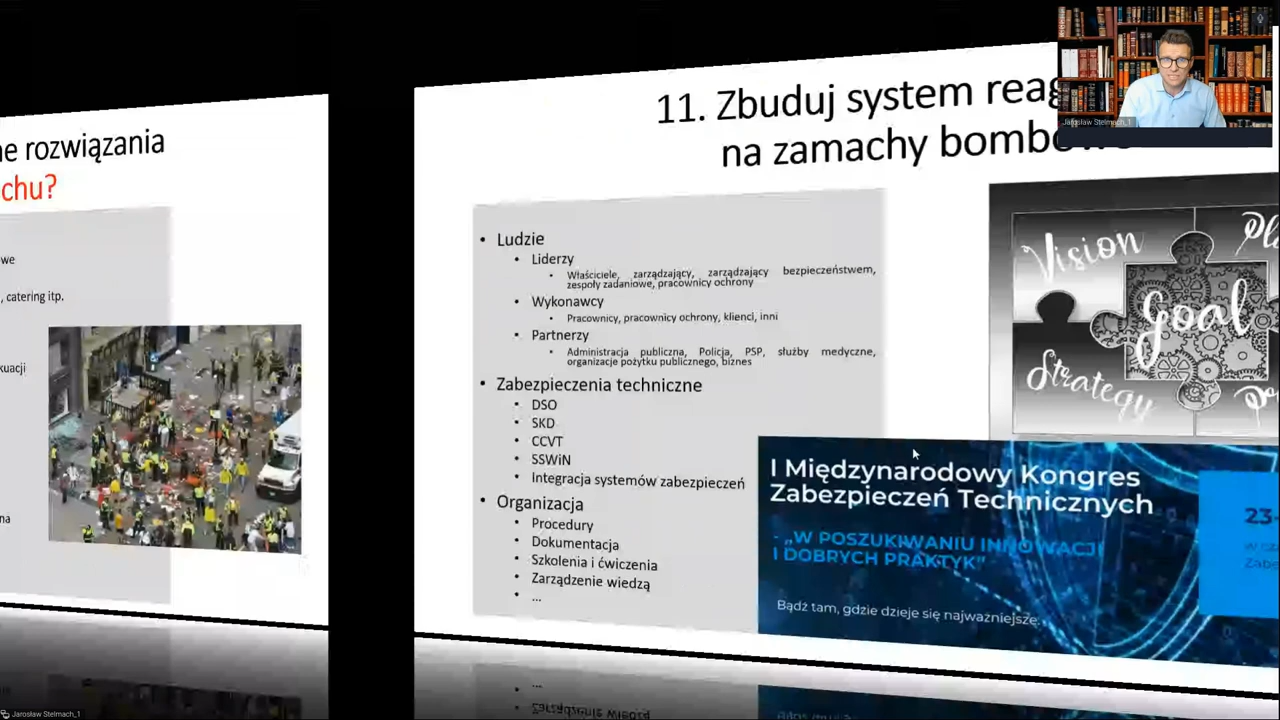 ne rozwiązania
chu?
we
, catering itp.
kuacji
na
11. Zbuduj system reag
na zamachy bombowe
• Ludzie
• Liderzy
• Właściciele, zarządzający, zarządzający bezpieczeństwem,
zespoły zadaniowe, pracownicy ochrony
• Wykonawcy
• Pracownicy, pracownicy ochrony, klienci, inni
• Partnerzy
• Administracja publiczna, Policja, PSP, służby medyczne,
organizacje pożytku publicznego, biznes
• Zabezpieczenia techniczne
• DSO
• SKD
• CCVT
• SSWiN
• Integracja systemów zabezpieczeń
• Organizacja
• Procedury
• Dokumentacja
• Szkolenia i ćwiczenia
• Zarządzenie wiedzą
• ...
Vision
Goal
Strategy
I Międzynarodowy Kongres
Zabezpieczeń Technicznych
- „W POSZUKIWANIU INNOWACJI
I DOBRYCH PRAKTYK"
Bądź tam, gdzie dzieje się najważniejsze.
23-
Jarosław Stelmach_1
Jarosław Stelmach_1